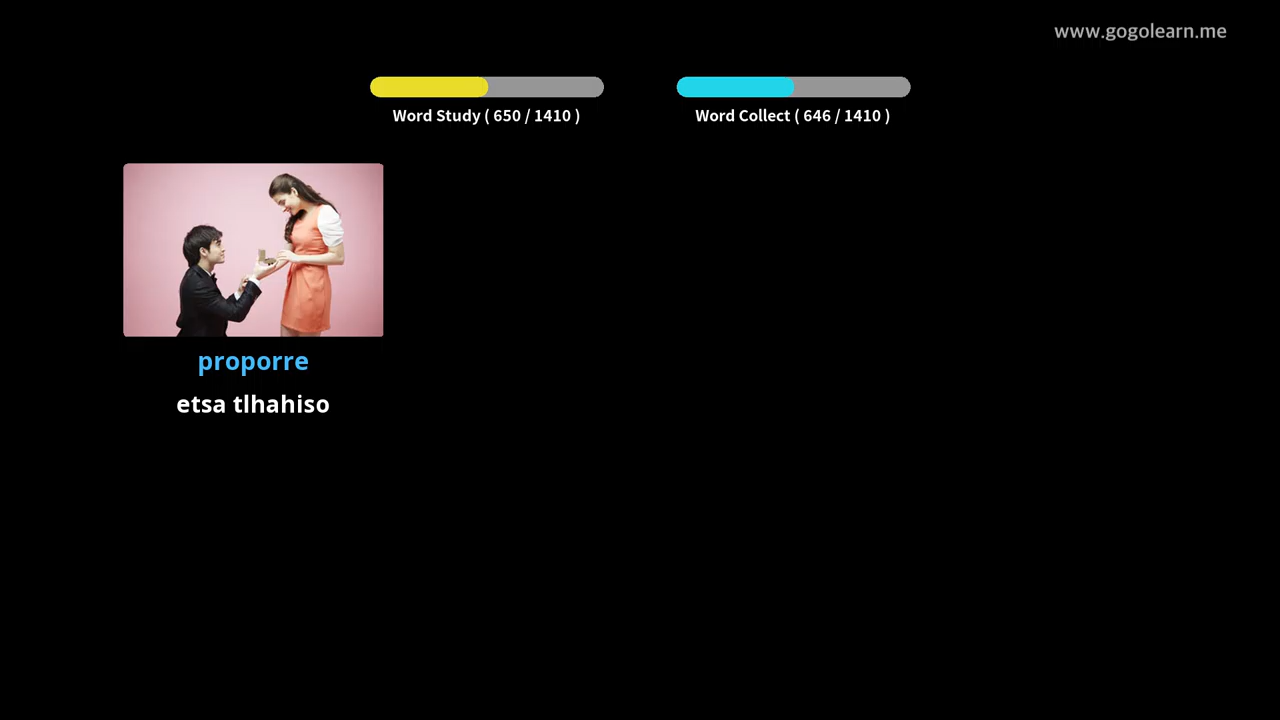 www.gogolearn.me
Word Study ( 650 / 1410 )
Word Collect ( 646 / 1410 )
proporre
etsa tlhahiso